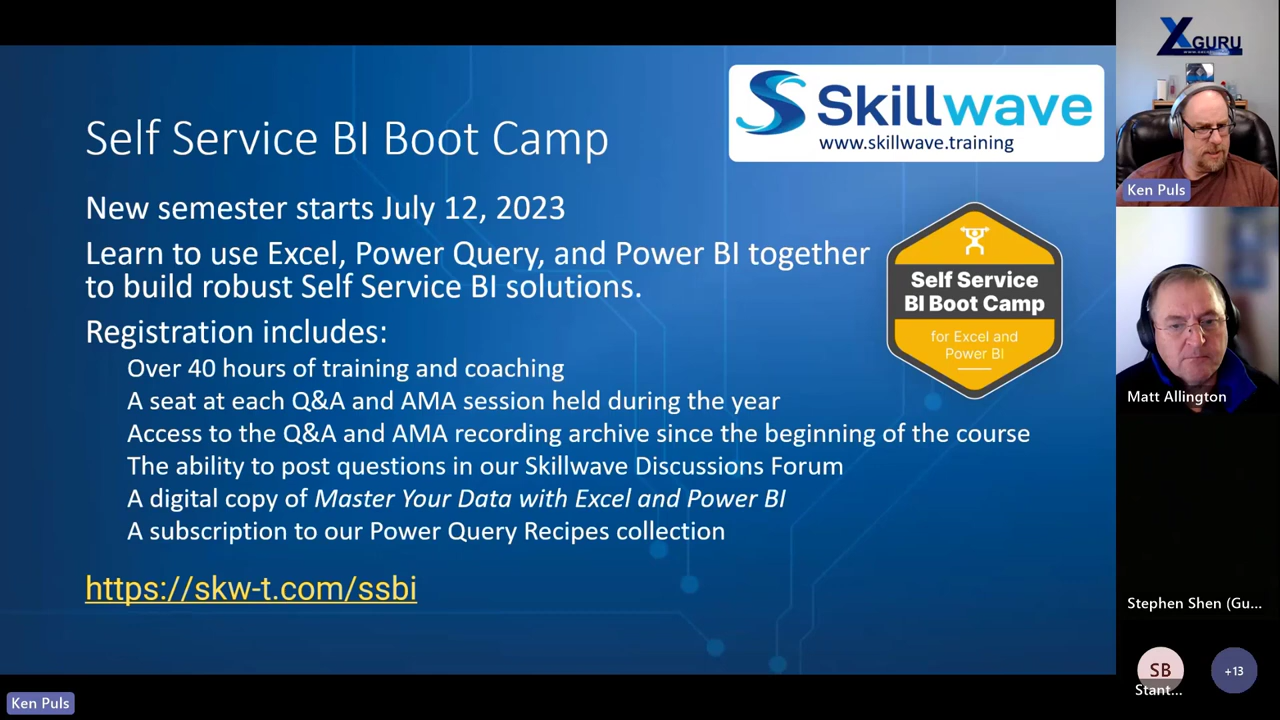 Self Service BI Boot Camp
Skillwave
www.skillwave.training
New semester starts July 12, 2023
Learn to use Excel, Power Query, and Power BI together
to build robust Self Service BI solutions.
Registration includes:
Over 40 hours of training and coaching
A seat at each Q&A and AMA session held during the year
Access to the Q&A and AMA recording archive since the beginning of the course
The ability to post questions in our Skillwave Discussions Forum
A digital copy of Master Your Data with Excel and Power BI
A subscription to our Power Query Recipes collection
https://skw-t.com/ssbi
Self Service
BI Boot Camp
for Excel and
Power BI
Ken Puls
XGURU
Ken Puls
Matt Allington
Stephen Shen (Gu...
SB
Stant...
+13